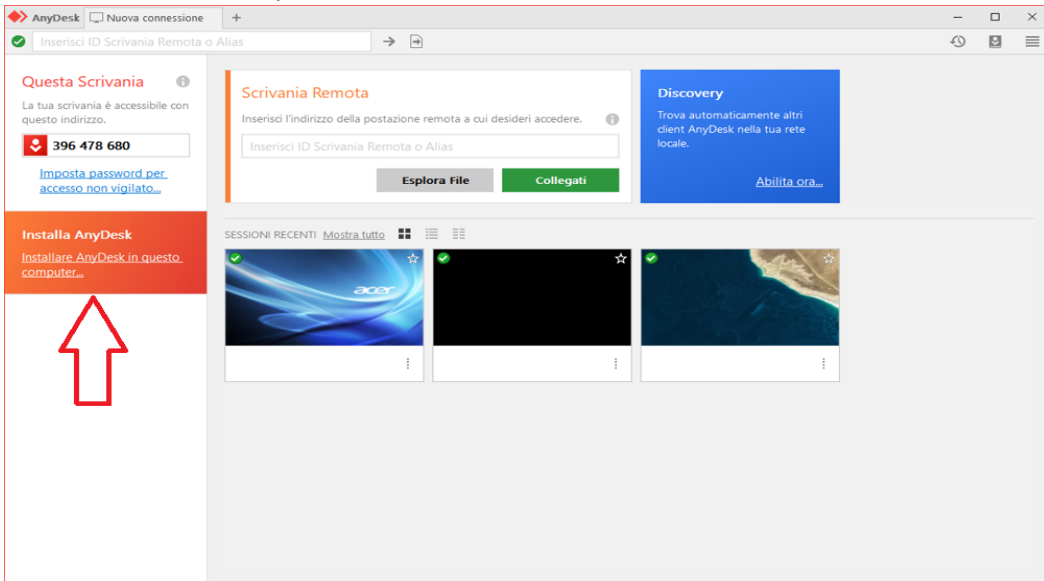 AnyDesk
Nuova connessione
+
Inserisci ID Scrivania Remota o Alias
Questa Scrivania
La tua scrivania è accessibile con
questo indirizzo.
396 478 680
Imposta password per
accesso non vigilato...
Installa AnyDesk
Installare AnyDesk in questo
computer...
Scrivania Remota
Inserisci l'indirizzo della postazione remota a cui desideri accedere.
Inserisci ID Scrivania Remota o Alias
Esplora File
Collegati
Discovery
Trova automaticamente altri
client AnyDesk nella tua rete
locale.
Abilita ora...
SESSIONI RECENTI Mostra tutto
acer